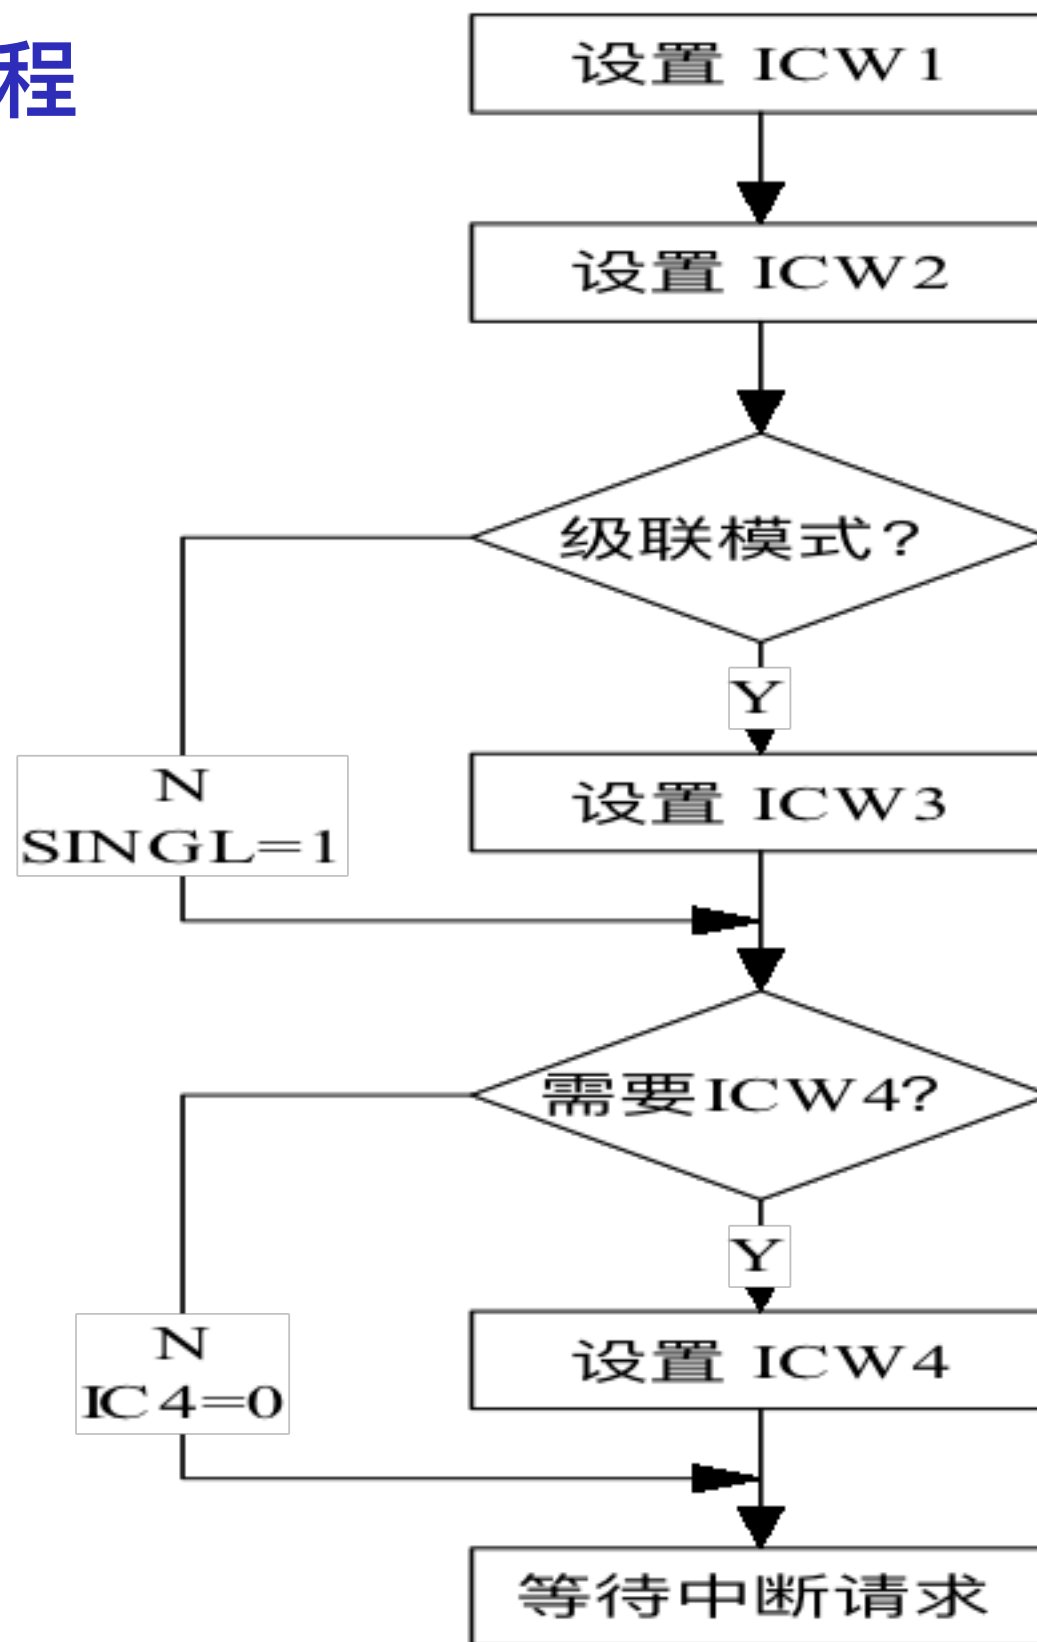 程
设置 ICW1
设置 ICW2
级联模式?
Y
N
SINGL=1
设置 ICW3
需要ICW4?
Y
N
IC4=0
设置 ICW4
等待中断请求